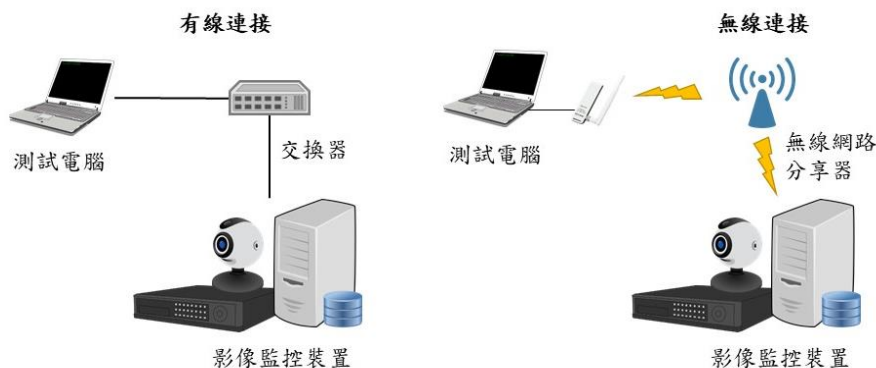 有線連接
測試電腦
交換器
影像監控裝置
無線連接
測試電腦
無線網路
分享器
影像監控裝置